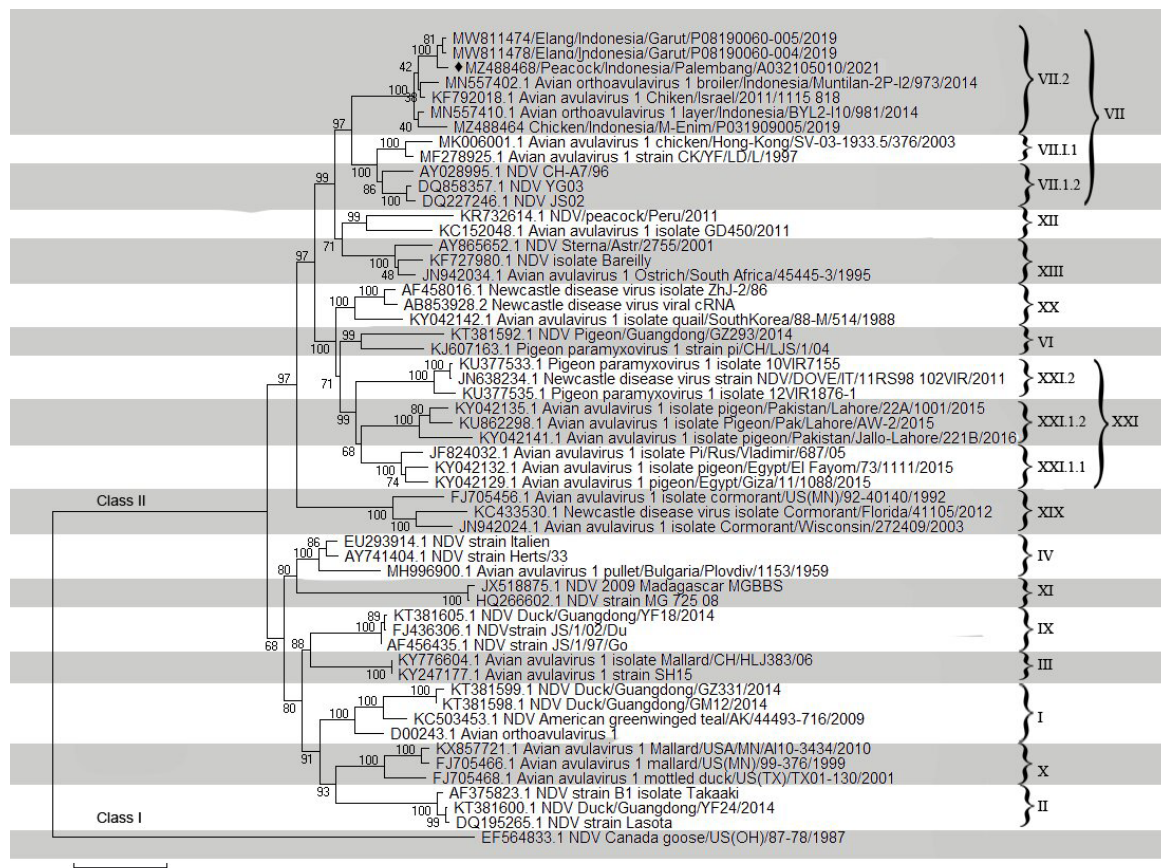 81
MW811474/Elang/Indonesia/Garut/P08190060-005/2019
100
MW811478/Eland/Indonesia/Garut/P08190060-004/2019
42
♦MZ488468/Peacock/Indonesia/Palembang/A032105010/2021
VII.2
MN557402.1 Avian orthoavulavirus 1 broiler/Indonesia/Muntilan-2P-I2/973/2014
100
38
KF792018.1 Avian avulavirus 1 Chiken/Israel/2011/1115 818
VII
MN557410.1 Avian orthoavulavirus 1 layer/Indonesia/BYL2-I10/981/2014
97
40
MZ488464 Chicken/Indonesia/M-Enim/P031909005/2019
100
MK006001.1 Avian avulavirus 1 chicken/Hong-Kong/SV-03-1933.5/376/2003
VII.I.1
MF278925.1 Avian avulavirus 1 strain CK/YF/LD/L/1997
100
AY028995.1 NDV CH-A7/96
99
86
DQ858357.1 NDV YG03
VII.1.2
100
DQ227246.1 NDV JS02
99
KR732614.1 NDV/peacock/Peru/2011
XII
KC152048.1 Avian avulavirus 1 isolate GD450/2011
71
AY865652.1 NDV Sterna/Astr/2755/2001
97
100
KF727980.1 NDV isolate Bareilly
XIII
48
JN942034.1 Avian avulavirus 1 Ostrich/South Africa/45445-3/1995
100
AF458016.1 Newcastle disease virus isolate ZhJ-2/86
100
AB853928.2 Newcastle disease virus viral cRNA
XX
KY042142.1 Avian avulavirus 1 isolate quail/SouthKorea/88-M/514/1988
99
KT381592.1 NDV Pigeon/Guangdong/GZ293/2014
VI
100
KJ607163.1 Pigeon paramyxovirus 1 strain pi/CH/LJS/1/04
100
KU377533.1 Pigeon paramyxovirus 1 isolate 10VIR7155
97
71
100
JN638234.1 Newcastle disease virus strain NDV/DOVE/IT/11RS98 102VIR/2011
XXI.2
KU377535.1 Pigeon paramyxovirus 1 isolate 12VIR1876-1
80
KY042135.1 Avian avulavirus 1 isolate pigeon/Pakistan/Lahore/22A/1001/2015
99
100
KU862298.1 Avian avulavirus 1 isolate Pigeon/Pak/Lahore/AW-2/2015
XXI.1.2
XXI
KY042141.1 Avian avulavirus 1 isolate pigeon/Pakistan/Jallo-Lahore/221B/2016
68
JF824032.1 Avian avulavirus 1 isolate Pi/Rus/Vladimir/687/05
100
KY042132.1 Avian avulavirus 1 isolate pigeon/Egypt/El Fayom/73/1111/2015
XXI.1.1
74
KY042129.1 Avian avulavirus 1 pigeon/Egypt/Giza/11/1088/2015
Class II
FJ705456.1 Avian avulavirus 1 isolate cormorant/US(MN)/92-40140/1992
100
KC433530.1 Newcastle disease virus isolate Cormorant/Florida/41105/2012
XIX
100
JN942024.1 Avian avulavirus 1 isolate Cormorant/Wisconsin/272409/2003
86
EU293914.1 NDV strain Italien
100
AY741404.1 NDV strain Herts/33
IV
80
MH996900.1 Avian avulavirus 1 pullet/Bulgaria/Plovdiv/1153/1959
JX518875.1 NDV 2009 Madagascar MGBBS
XI
100
HQ266602.1 NDV strain MG 725 08
89
KT381605.1 NDV Duck/Guangdong/YF18/2014
100
FJ436306.1 NDVstrain JS/1/02/Du
IX
68
88
AF456435.1 NDV strain JS/1/97/Go
KY776604.1 Avian avulavirus 1 isolate Mallard/CH/HLJ383/06
III
100
KY247177.1 Avian avulavirus 1 strain SH15
100
KT381599.1 NDV Duck/Guangdong/GZ331/2014
80
100
KT381598.1 NDV Duck/Guangdong/GM12/2014
I
100
KC503453.1 NDV American greenwinged teal/AK/44493-716/2009
D00243.1 Avian orthoavulavirus 1
100
KX857721.1 Avian avulavirus 1 Mallard/USA/MN/AI10-3434/2010
91
100
FJ705466.1 Avian avulavirus 1 mallard/US(MN)/99-376/1999
X
FJ705468.1 Avian avulavirus 1 mottled duck/US(TX)/TX01-130/2001
93
AF375823.1 NDV strain B1 isolate Takaaki
100
KT381600.1 NDV Duck/Guangdong/YF24/2014
II
Class I
99
DQ195265.1 NDV strain Lasota
EF564833.1 NDV Canada goose/US(OH)/87-78/1987